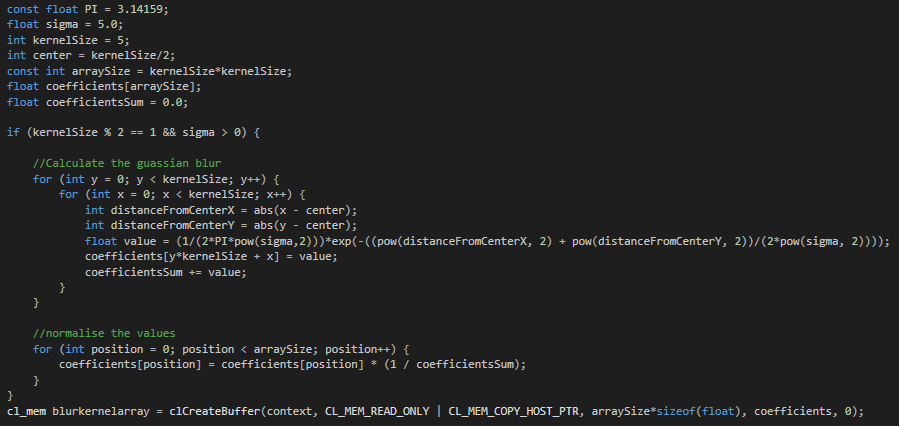 const float PI = 3.14159;
float sigma = 5.0;
int kernelSize = 5;
int center = kernelSize/2;
const int arraySize = kernelSize*kernelSize;
float coefficients[arraySize];
float coefficientsSum = 0.0;

if (kernelSize % 2 == 1 && sigma > 0) {

    //Calculate the guassian blur
    for (int y = 0; y < kernelSize; y++) {
        for (int x = 0; x < kernelSize; x++) {
            int distanceFromCenterX = abs(x - center);
            int distanceFromCenterY = abs(y - center);
            float value = (1/(2*PI*pow(sigma,2)))*exp(-((pow(distanceFromCenterX, 2) + pow(distanceFromCenterY, 2))/(2*pow(sigma, 2))));
            coefficients[y*kernelSize + x] = value;
            coefficientsSum += value;
        }
    }

    //normalise the values
    for (int position = 0; position < arraySize; position++) {
        coefficients[position] = coefficients[position] * (1 / coefficientsSum);
    }
}
cl_mem blurkernelarray = clCreateBuffer(context, CL_MEM_READ_ONLY | CL_MEM_COPY_HOST_PTR, arraySize*sizeof(float), coefficients, 0);